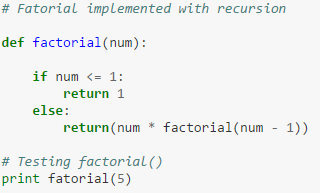 # Fatorial implemented with recursion
def factorial(num):
    if num <= 1:
        return 1
    else:
        return(num * factorial(num - 1))
# Testing factorial()
print fatorial(5)